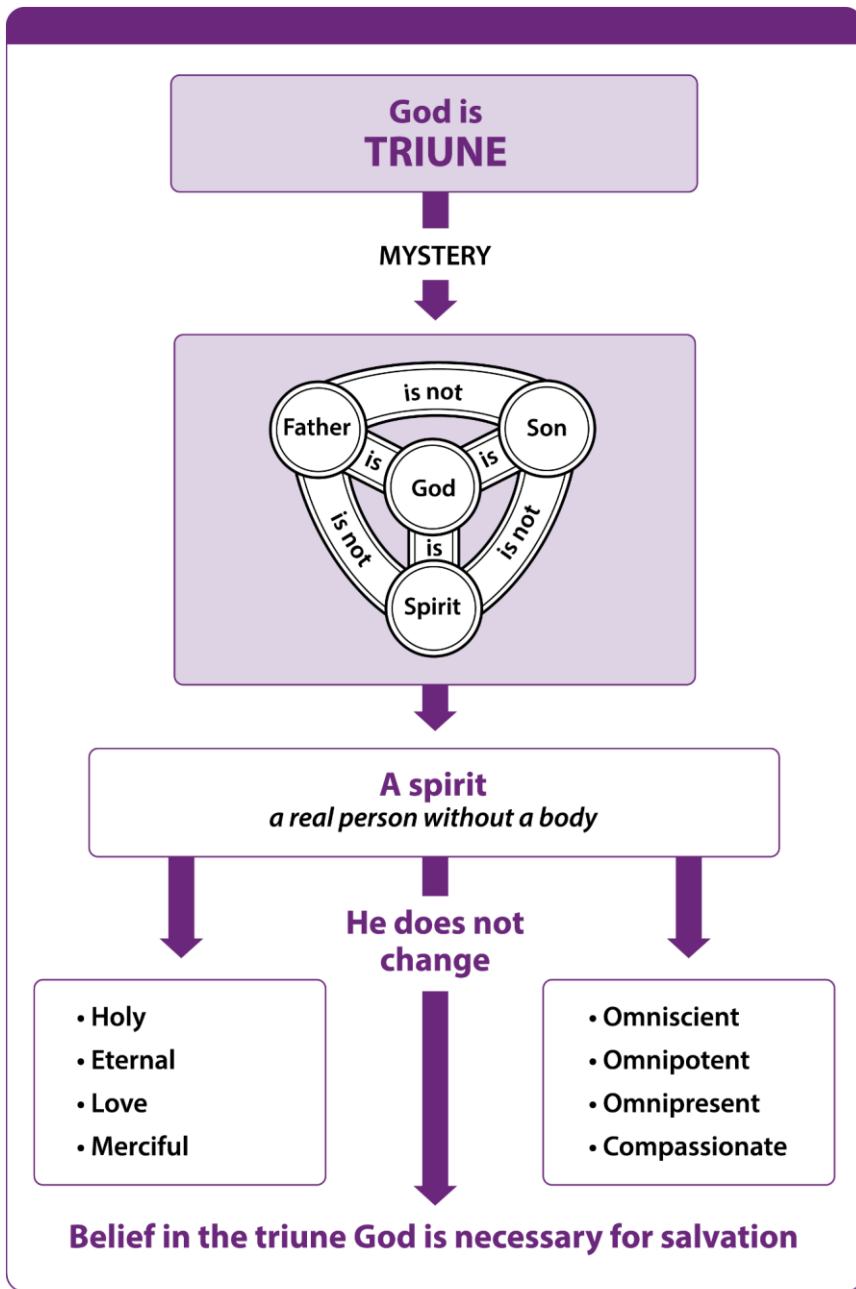 God is
TRIUNE
MYSTERY
is not
Father
Son
is
is
God
is not
is not
is
Spirit
A spirit
a real person without a body
He does not
change
• Holy
• Eternal
• Love
• Merciful
• Omniscient
• Omnipotent
• Omnipresent
• Compassionate
Belief in the triune God is necessary for salvation